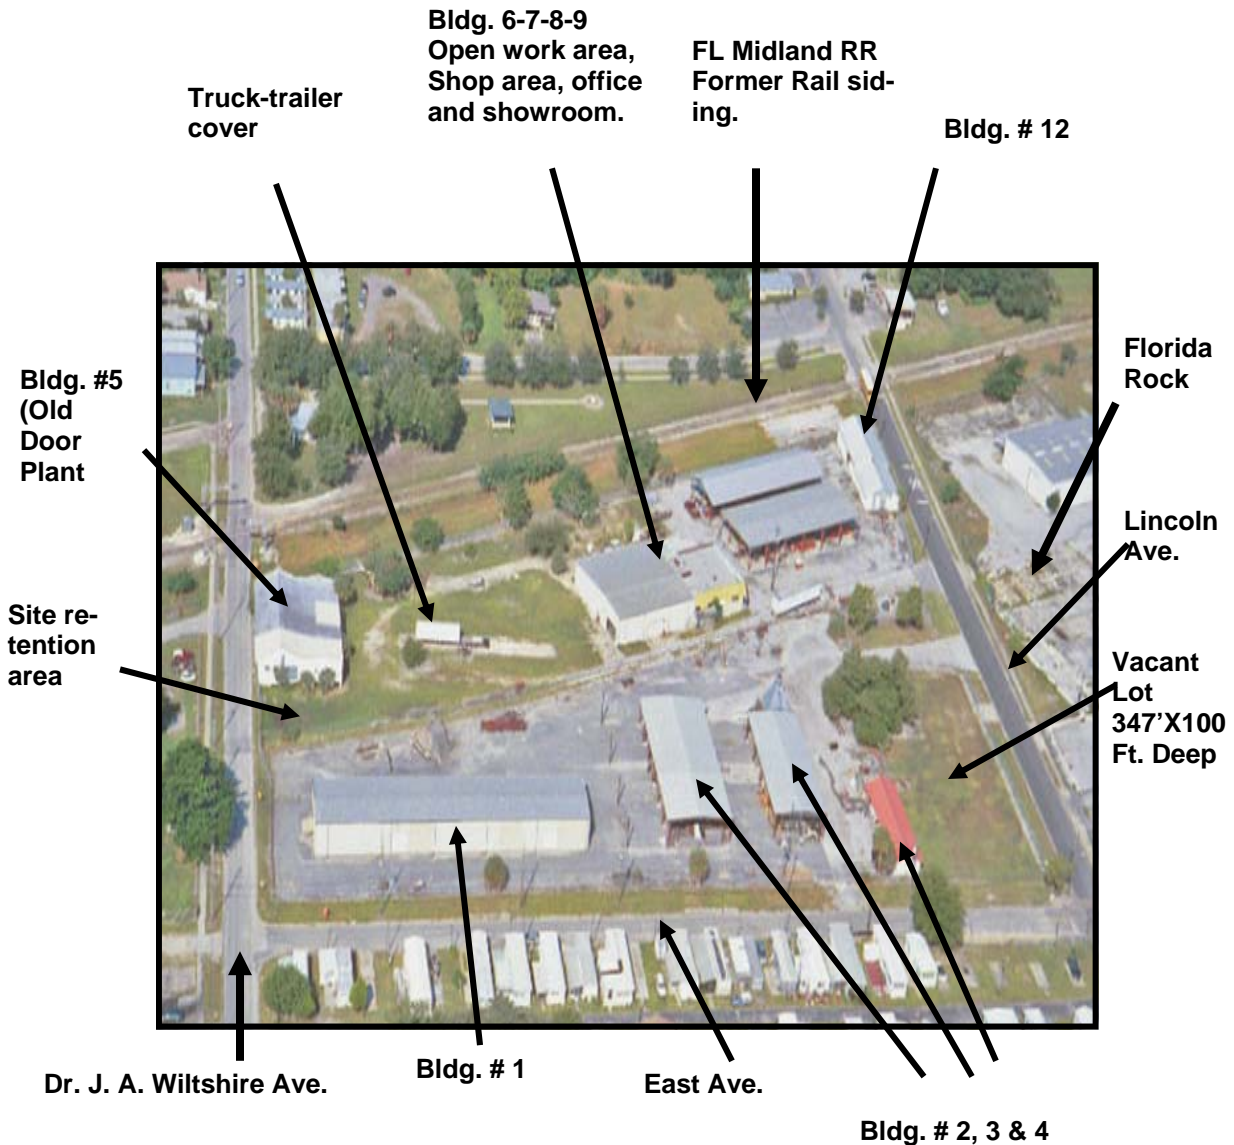 Bldg. 6-7-8-9
Open work area,
Shop area, office
and showroom.
FL Midland RR
Former Rail sid-
ing.
Truck-trailer
cover
Bldg. # 12
Florida
Rock
Bldg. #5
(Old
Door
Plant
Lincoln
Ave.
Site re-
tention
area
Vacant
Lot
347'X100
Ft. Deep
Dr. J. A. Wiltshire Ave.
Bldg. # 1
East Ave.
Bldg. # 2, 3 & 4